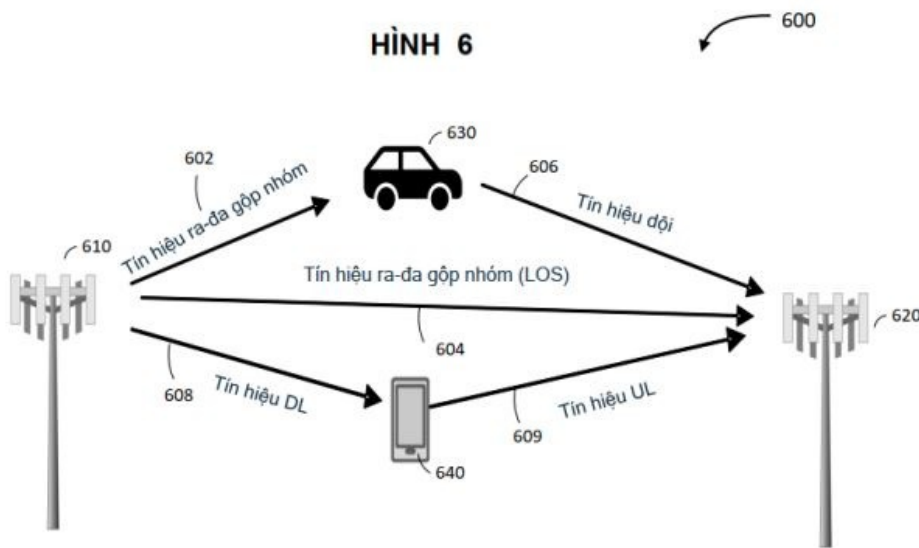 600
HÌNH 6
630
602
606
Tín hiệu ra-đa gộp nhóm
Tín hiệu dội
610
Tín hiệu ra-đa gộp nhóm (LOS)
620
604
608
Tín hiệu DL
Tín hiệu UL
609
640